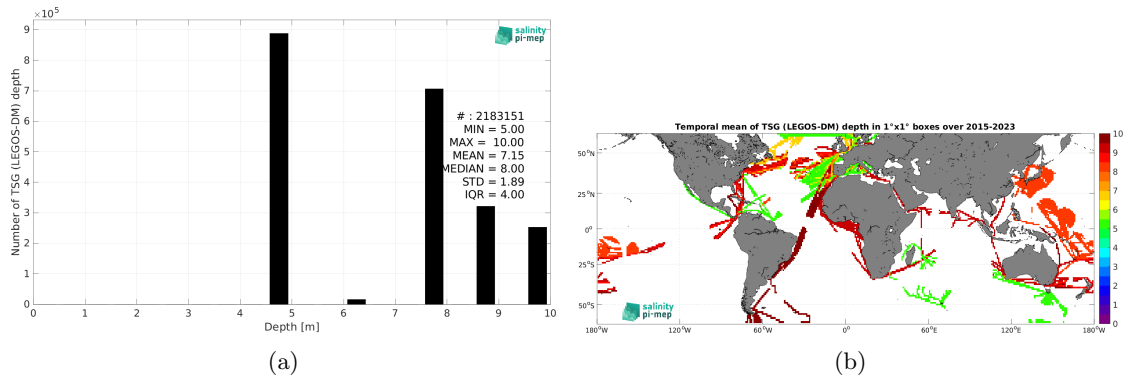 ×10⁵
9
8
7
6
5
4
3
2
1
0
Number of TSG (LEGOS-DM) depth
salinity
pi-mep
# : 2183151
MIN = 5.00
MAX = 10.00
MEAN = 7.15
MEDIAN = 8.00
STD = 1.89
IQR = 4.00
0 1 2 3 4 5 6 7 8 9 10
Depth [m]
(a)
Temporal mean of TSG (LEGOS-DM) depth in 1°x1° boxes over 2015-2023
50°N
25°N
0°
25°S
50°S
salinity
pi-mep
180°W 120°W 60°W 0° 60°E 120°E 180°W
10
9
8
7
6
5
4
3
2
1
0
(b)